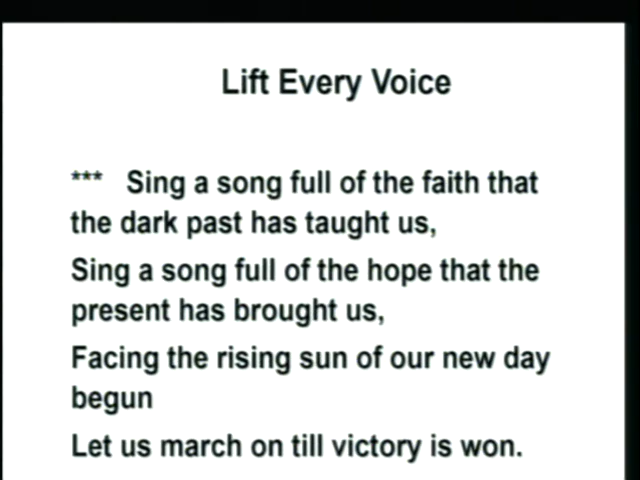 Lift Every Voice
*** Sing a song full of the faith that
the dark past has taught us,
Sing a song full of the hope that the
present has brought us,
Facing the rising sun of our new day
begun
Let us march on till victory is won.